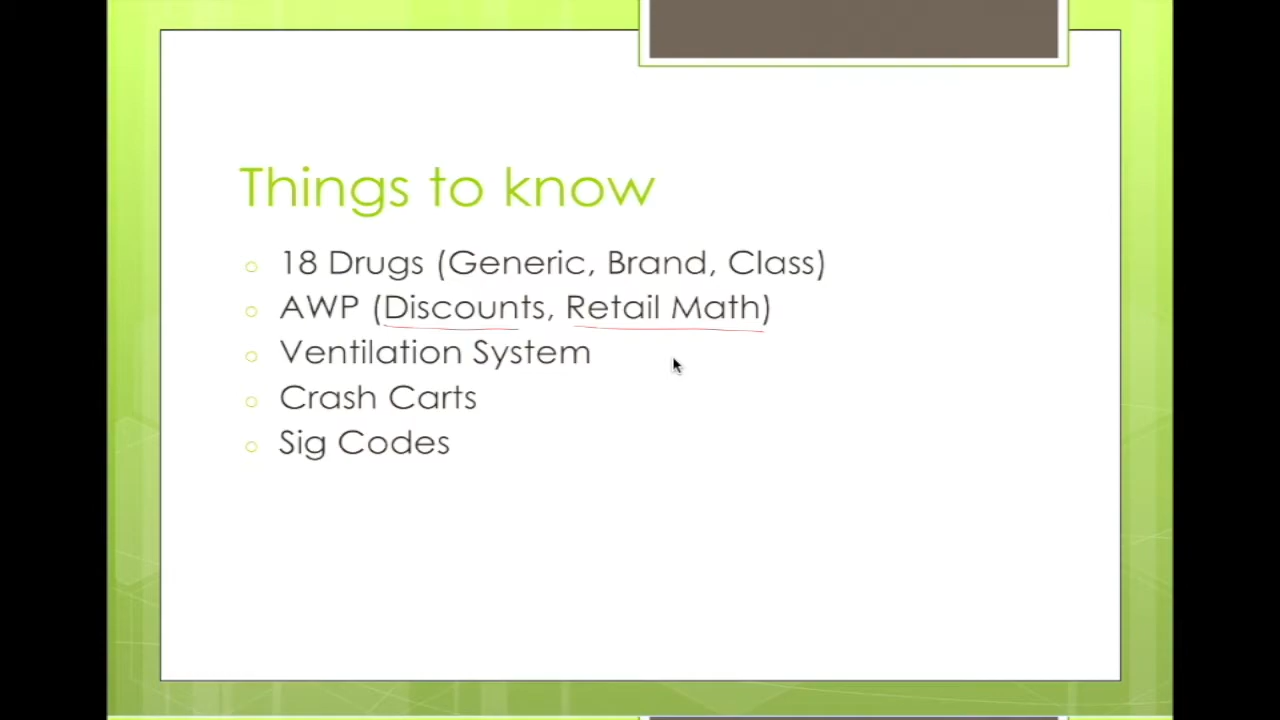 Things to know
18 Drugs (Generic, Brand, Class)
AWP (Discounts, Retail Math)
Ventilation System
Crash Carts
Sig Codes